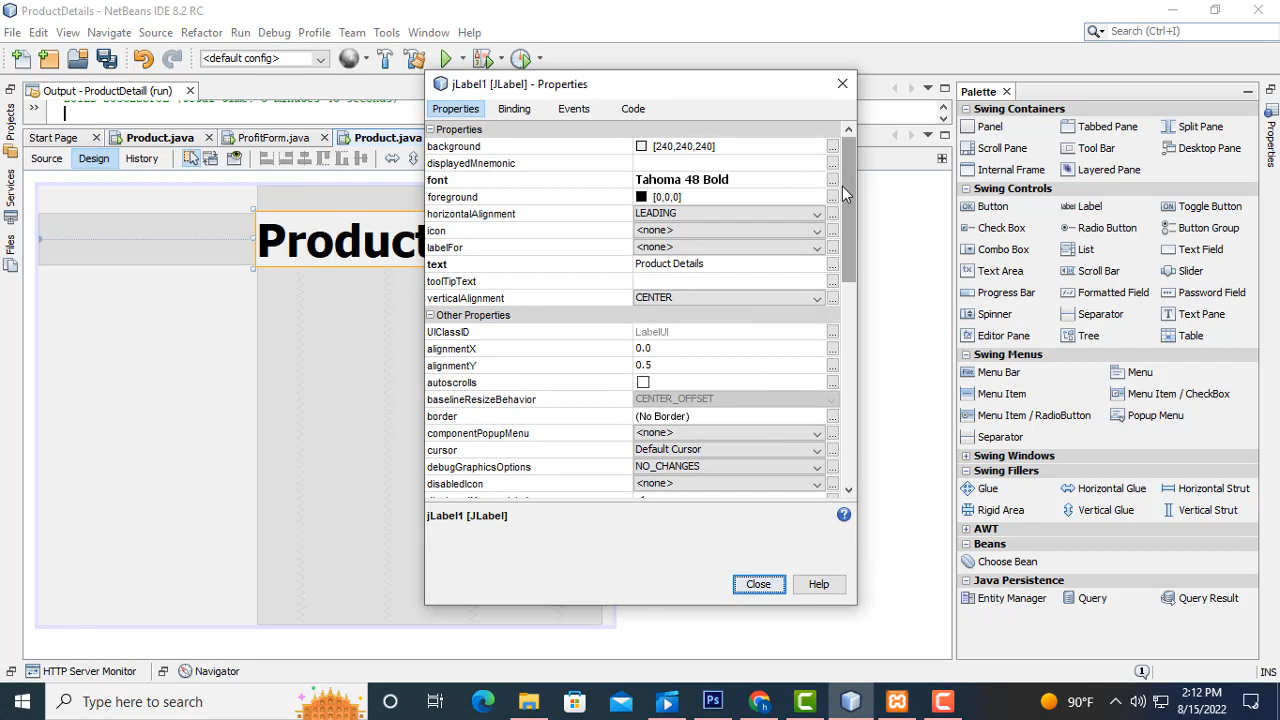 ProductDetails - NetBeans IDE 8.2 RC
File Edit View Navigate Source Refactor Run Debug Profile Team Tools Window Help
Search (Ctrl+I)
<default config>
jLabel1 [JLabel] - Properties
Output - ProductDetaill (run)
Palette
Properties Binding Events Code
Start Page Product.java ProfitForm.java Product.java
Source Design History
Product
Projects
Services
Files
Properties
Properties
background [240,240,240]
displayedMnemonic
font Tahoma 48 Bold
foreground [0,0,0]
horizontalAlignment LEADING
icon <none>
labelFor <none>
text Product Details
toolTipText
verticalAlignment CENTER
Other Properties
UIClassID LabelUI
alignmentX 0.0
alignmentY 0.5
autoscrolls
baselineResizeBehavior CENTER_OFFSET
border (No Border)
componentPopupMenu <none>
cursor Default Cursor
debugGraphicsOptions NO_CHANGES
disabledIcon <none>
jLabel1 [JLabel]
Close Help
Swing Containers
Panel Tabbed Pane Split Pane
Scroll Pane Tool Bar Desktop Pane
Internal Frame Layered Pane
Swing Controls
Button Label Toggle Button
Check Box Radio Button Button Group
Combo Box List Text Field
Text Area Scroll Bar Slider
Progress Bar Formatted Field Password Field
Spinner Separator Text Pane
Editor Pane Tree Table
Swing Menus
Menu Bar Menu
Menu Item Menu Item / CheckBox
Menu Item / RadioButton Popup Menu
Separator
Swing Windows
Swing Fillers
Glue Horizontal Glue Horizontal Strut
Rigid Area Vertical Glue Vertical Strut
AWT
Beans
Choose Bean
Java Persistence
Entity Manager Query Query Result
HTTP Server Monitor Navigator
1 INS
Type here to search
90°F
2:12 PM
8/15/2022